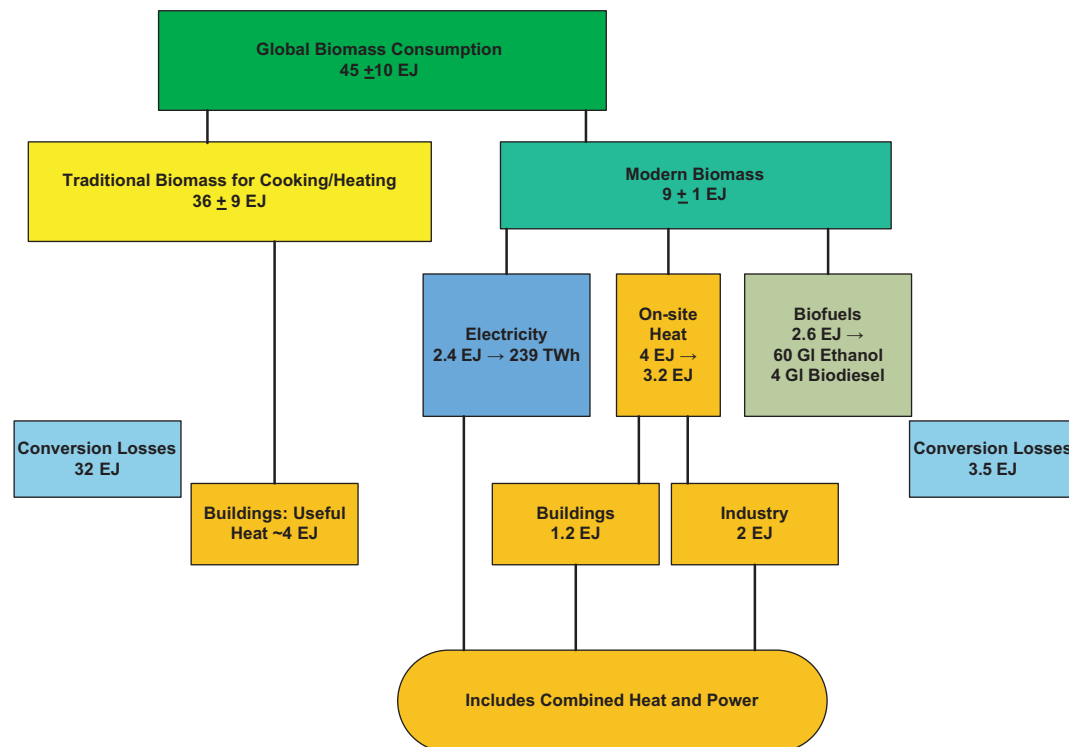 Global Biomass Consumption
45 ±10 EJ
Traditional Biomass for Cooking/Heating
36 ± 9 EJ
Modern Biomass
9 ± 1 EJ
Electricity
2.4 EJ → 239 TWh
On-site
Heat
4 EJ →
3.2 EJ
Biofuels
2.6 EJ →
60 Gl Ethanol
4 Gl Biodiesel
Conversion Losses
32 EJ
Conversion Losses
3.5 EJ
Buildings: Useful
Heat ~4 EJ
Buildings
1.2 EJ
Industry
2 EJ
Includes Combined Heat and Power